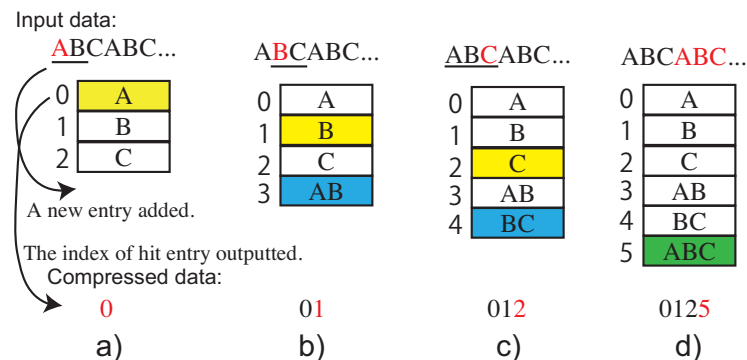 Input data:
ABCABC... ABCABC... ABCABC... ABCABC...
0 A 0 A 0 A 0 A
1 B 1 B 1 B 1 B
2 C 2 C 2 C 2 C
3 AB 3 AB 3 AB
4 BC 4 BC
5 ABC
A new entry added.
The index of hit entry outputted.
Compressed data:
0 01 012 0125
a) b) c) d)